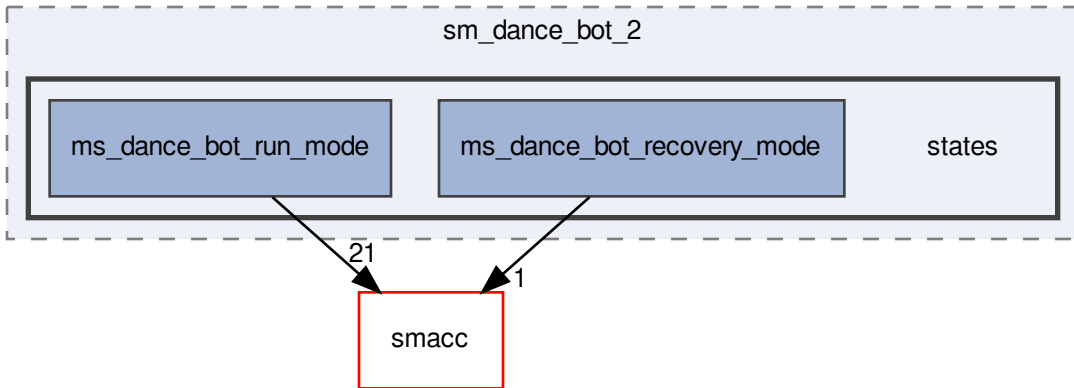 sm_dance_bot_2
ms_dance_bot_run_mode
ms_dance_bot_recovery_mode
states
21
1
smacc